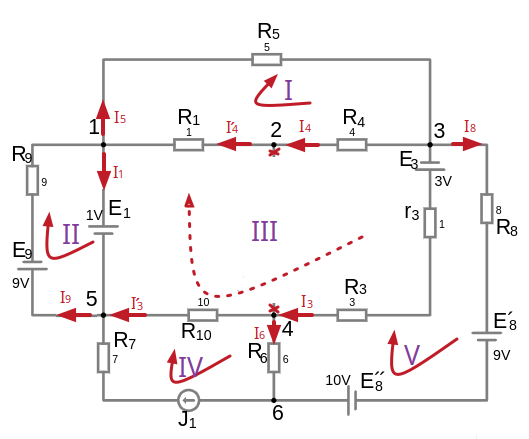 R5
5
I
I5
R1
1
I´4
I4
R4
4
I8
1
2
3
R9
9
I1
E3
3V
1V
E1
II
III
r3
1
8
R8
E9
9V
I9
5
I´3
10
R10
I3
R3
3
4
I6
R6
6
R7
7
IV
V
E´8
9V
10V
E´´8
J1
6